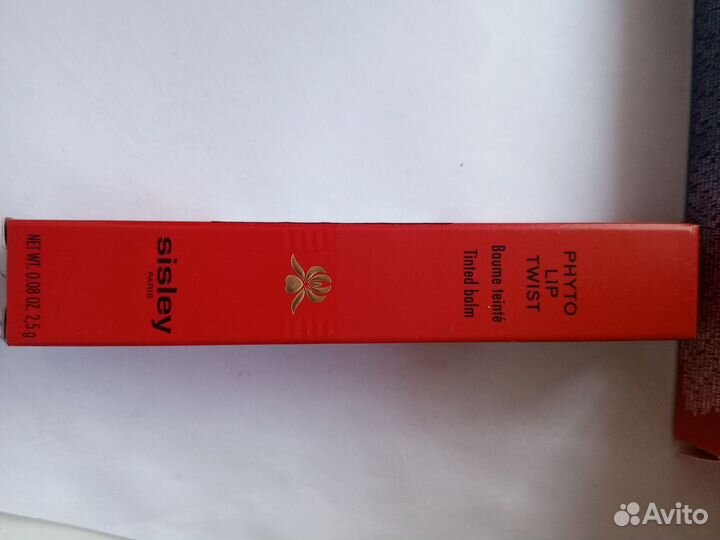 PHYTO
LIP
TWIST
Baume teinté
Tinted balm
sisley
PARIS
NET WT. 0.08 OZ. 2,5 g
Avito